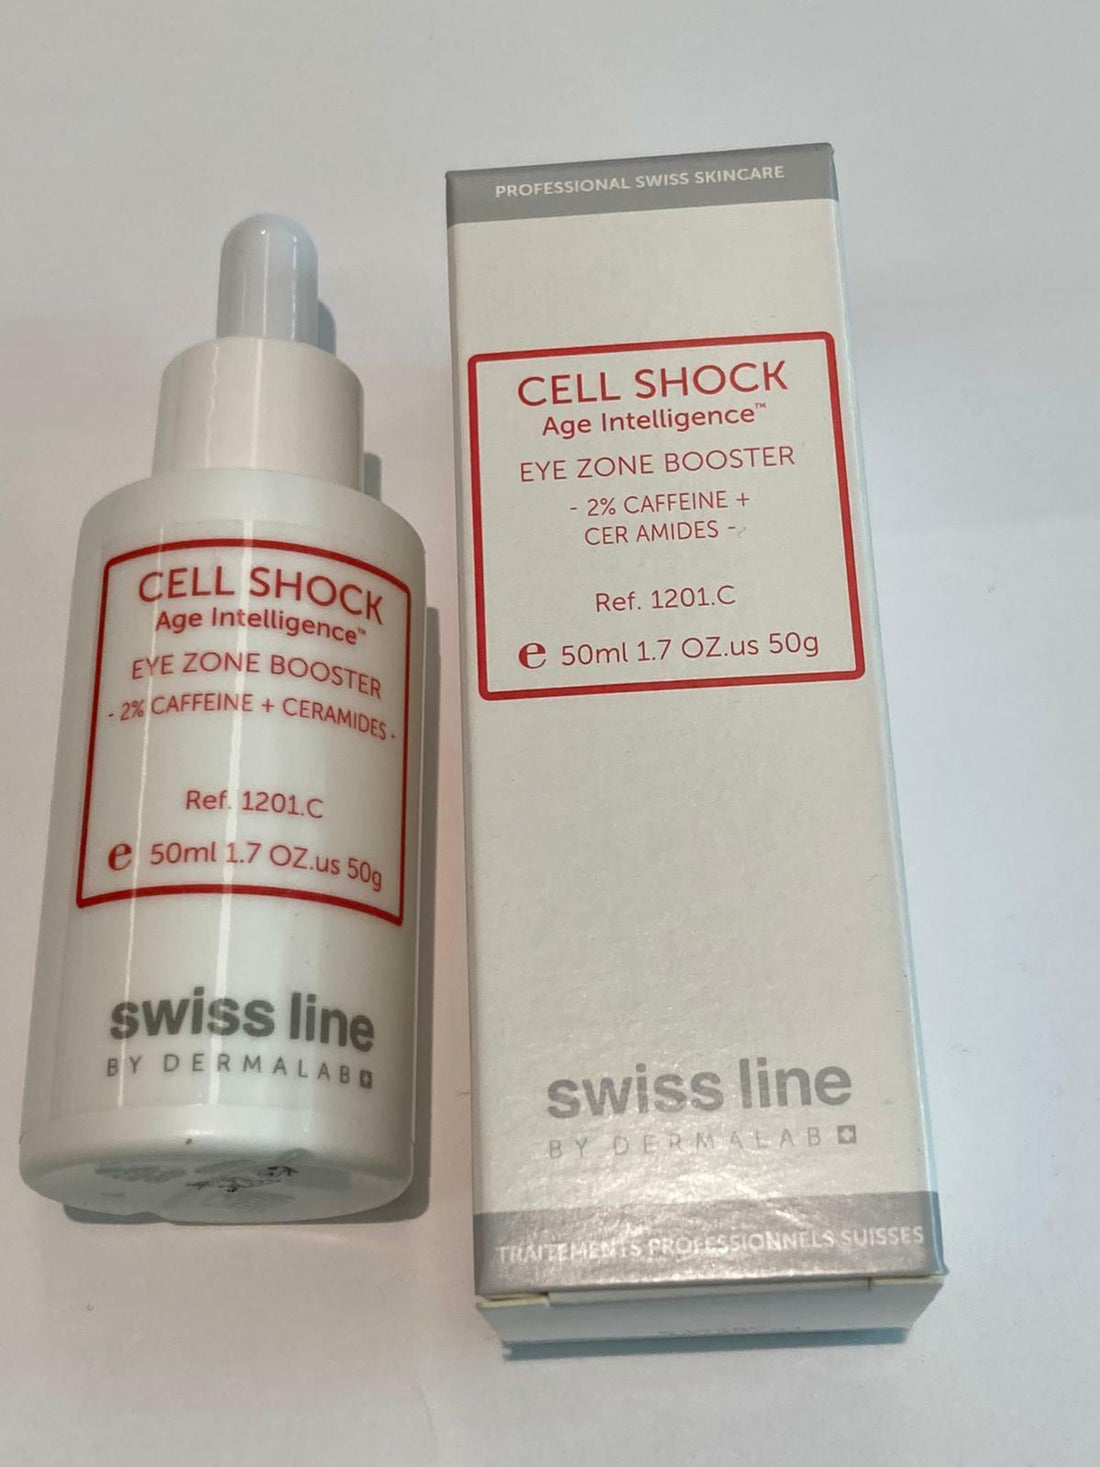 CELL SHOCK
Age Intelligence™
EYE ZONE BOOSTER
- 2% CAFFEINE + CERAMIDES -
Ref. 1201.C
e 50ml 1.7 OZ.us 50g
swiss line
BY DERMALAB
PROFESSIONAL SWISS SKINCARE
CELL SHOCK
Age Intelligence™
EYE ZONE BOOSTER
- 2% CAFFEINE +
CER AMIDES -
Ref. 1201.C
e 50ml 1.7 OZ.us 50g
swiss line
BY DERMALAB
TRAITEMENTS PROFESSIONNELS SUISSES